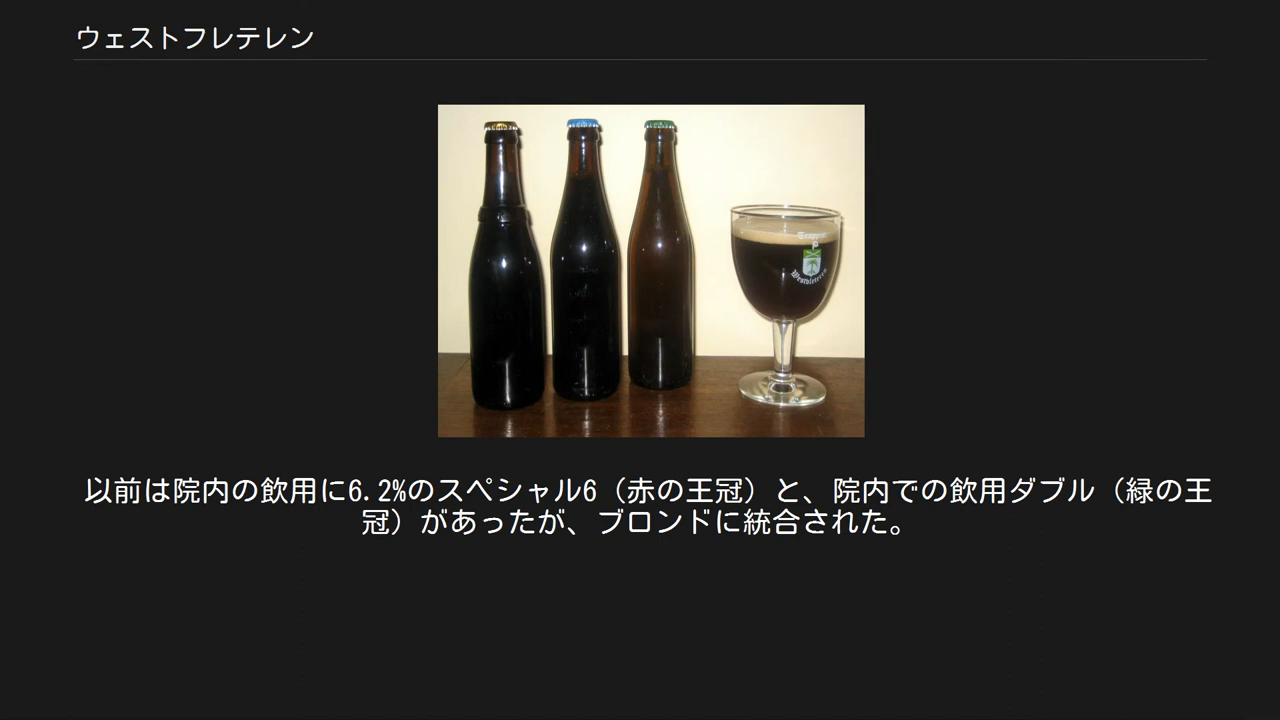 ウェストフレテレン
Trappist
Westvleteren
以前は院内の飲用に6.2%のスペシャル6（赤の王冠）と、院内での飲用ダブル（緑の王
冠）があったが、ブロンドに統合された。